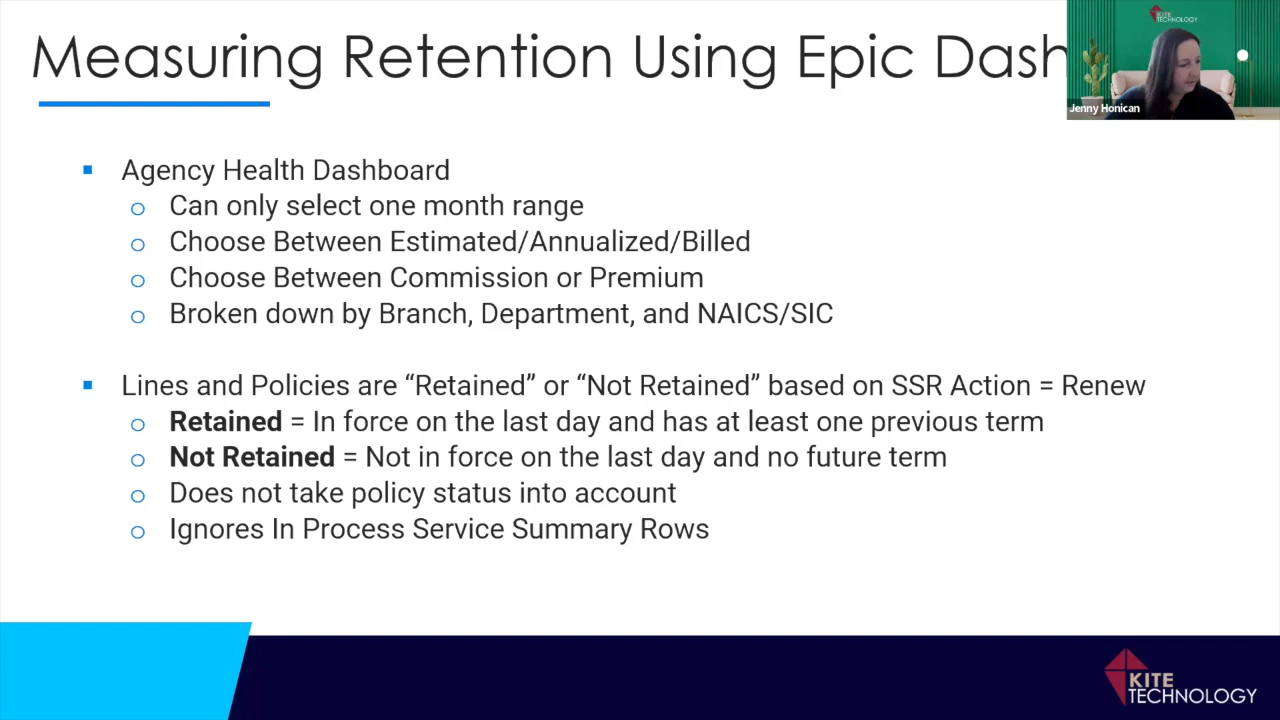 Measuring Retention Using Epic Dash
KITE
TECHNOLOGY
Jenny Honican
Agency Health Dashboard
Can only select one month range
Choose Between Estimated/Annualized/Billed
Choose Between Commission or Premium
Broken down by Branch, Department, and NAICS/SIC
Lines and Policies are “Retained” or “Not Retained” based on SSR Action = Renew
Retained = In force on the last day and has at least one previous term
Not Retained = Not in force on the last day and no future term
Does not take policy status into account
Ignores In Process Service Summary Rows
KITE
TECHNOLOGY